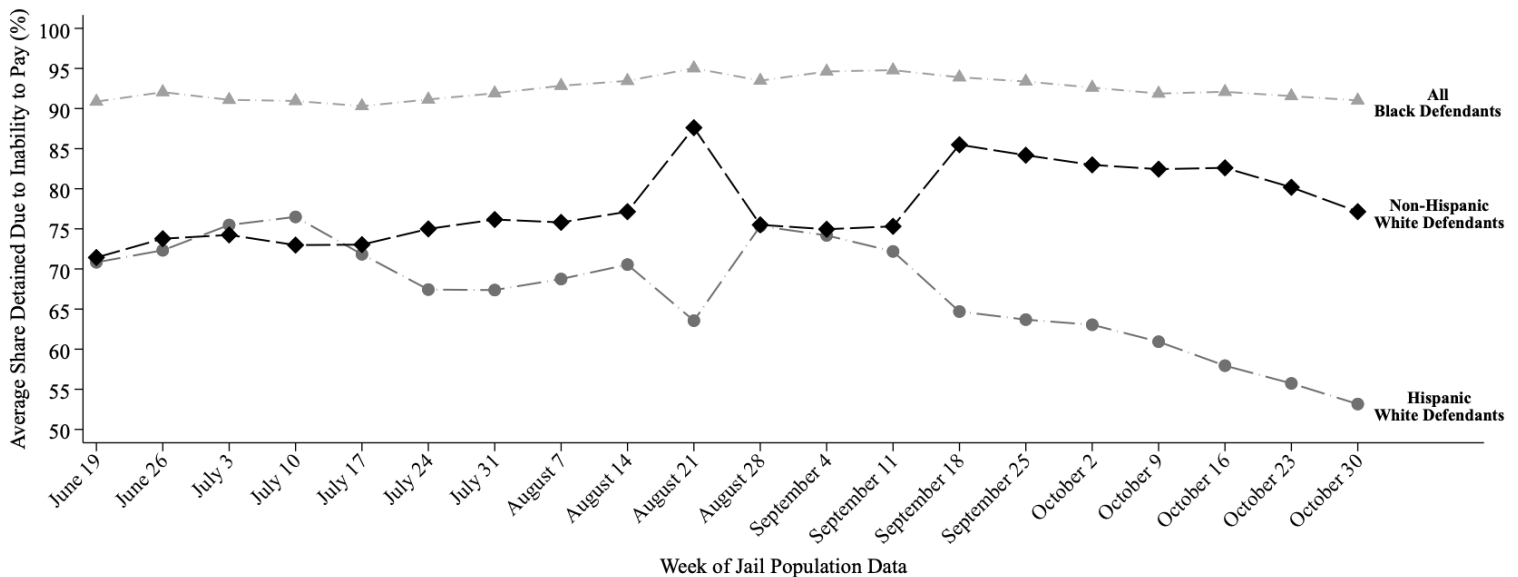 Average Share Detained Due to Inability to Pay (%)
100
95
90
85
80
75
70
65
60
55
50
All
Black Defendants
Non-Hispanic
White Defendants
Hispanic
White Defendants
June 19
June 26
July 3
July 10
July 17
July 24
July 31
August 7
August 14
August 21
August 28
September 4
September 11
September 18
September 25
October 2
October 9
October 16
October 23
October 30
Week of Jail Population Data